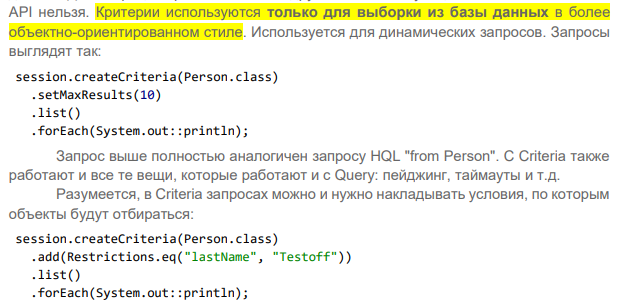 API нельзя. Критерии используются только для выборки из базы данных в более
объектно-ориентированном стиле. Используется для динамических запросов. Запросы
выглядят так:
session.createCriteria(Person.class)
.setMaxResults(10)
.list()
.forEach(System.out::println);
Запрос выше полностью аналогичен запросу HQL "from Person". С Criteria также
работают и все те вещи, которые работают и с Query: пейджинг, таймауты и т.д.
Разумеется, в Criteria запросах можно и нужно накладывать условия, по которым
объекты будут отбираться:
session.createCriteria(Person.class)
.add(Restrictions.eq("lastName", "Testoff"))
.list()
.forEach(System.out::println);